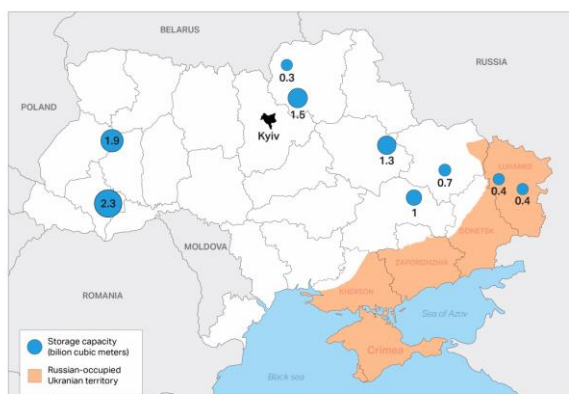 BELARUS
RUSSIA
POLAND
0.3
1.5
Kyiv
1.9
1.3
0.7
LUHANSK
0.4
0.4
2.3
1
DONETSK
MOLDOVA
ZAPORIZHZHIA
KHERSON
ROMANIA
Sea of Azov
Crimea
Black sea
Storage capacity
(bilion cubic meters)
Russian-occupied
Ukranian territory